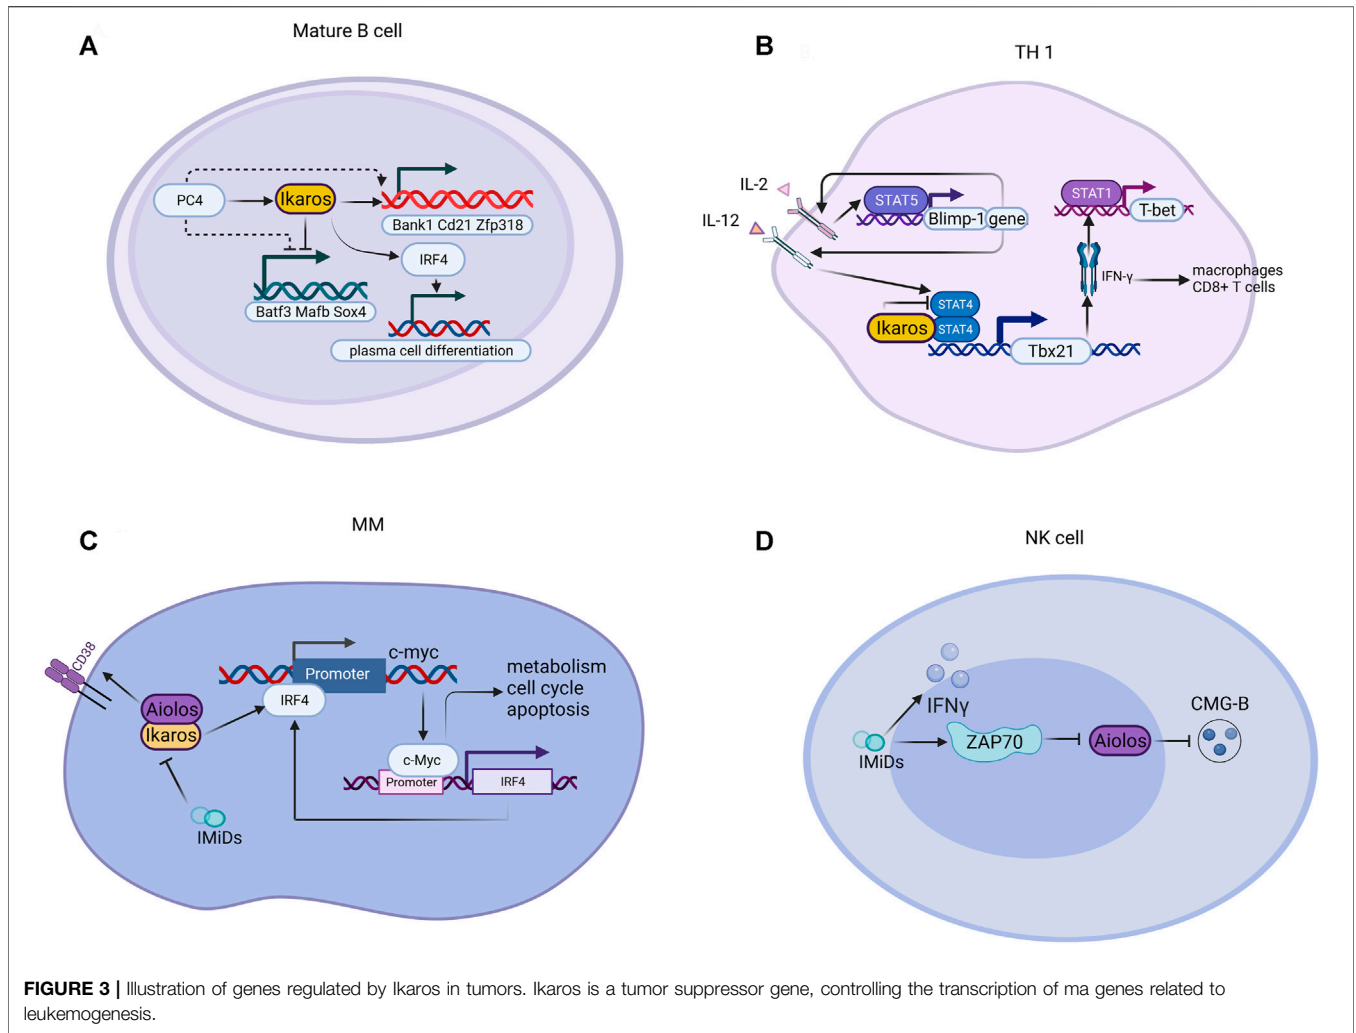 A
Mature B cell
PC4
Ikaros
Bank1 Cd21 Zfp318
IRF4
Batf3 Mafb Sox4
plasma cell differentiation
B
TH 1
IL-2
IL-12
STAT5
Blimp-1 gene
STAT1
T-bet
IFN-γ
macrophages
CD8+ T cells
STAT4
Ikaros
STAT4
Tbx21
C
MM
CD38
Aiolos
Ikaros
IMiDs
Promoter
c-myc
IRF4
metabolism
cell cycle
apoptosis
c-Myc
Promoter
IRF4
D
NK cell
IFNγ
IMiDs
ZAP70
Aiolos
CMG-B
FIGURE 3 | Illustration of genes regulated by Ikaros in tumors. Ikaros is a tumor suppressor gene, controlling the transcription of ma genes related to
leukemogenesis.